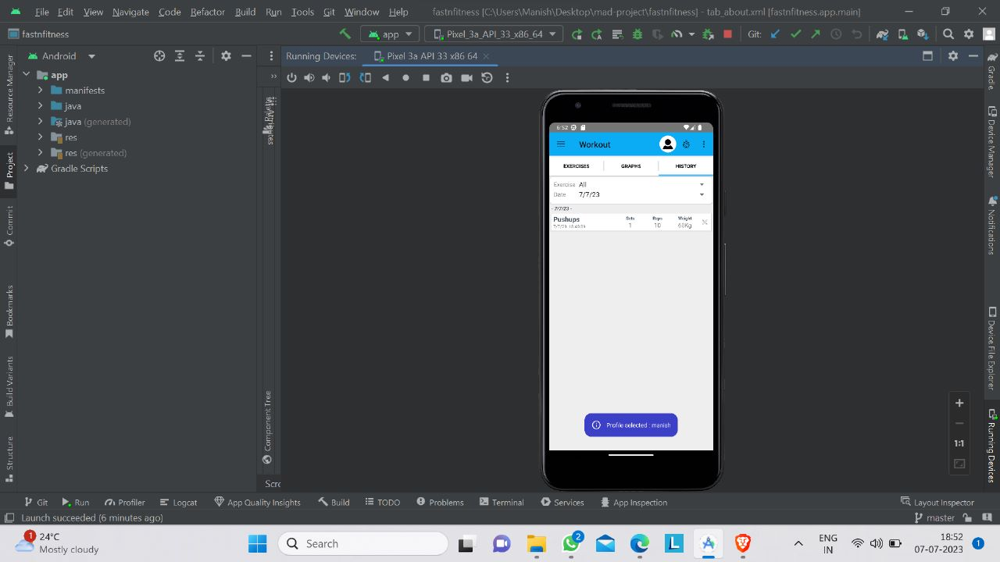 File Edit View Navigate Code Refactor Build Run Tools Git Window Help fastnfitness [C:\Users\Manish\Desktop\mad-project\fastnfitness] - tab_about.xml [fastnfitness.app.main]
fastnfitness app Pixel_3a_API_33_x86_64 Git:
Android Running Devices: Pixel 3a API 33 x86 64
app
manifests
java
java (generated)
res
res (generated)
Gradle Scripts
Resource Manager
Project
Commit
Bookmarks
Build Variants
Structure
Attributes
Component Tree
6:52
Workout
EXERCISES GRAPHS HISTORY
Exercise All
Date 7/7/23
- 7/7/23 -
Pushups Sets Reps Weight
7/7/23 1 10 60Kg
Profile selected : manish
1:1
Gradle
Device Manager
Notifications
Device File Explorer
Running Devices
Git Run Profiler Logcat App Quality Insights Build TODO Problems Terminal Services App Inspection Layout Inspector
Launch succeeded (6 minutes ago) master
1 24°C
Mostly cloudy
Search
2
L
ENG
IN
18:52
07-07-2023
1